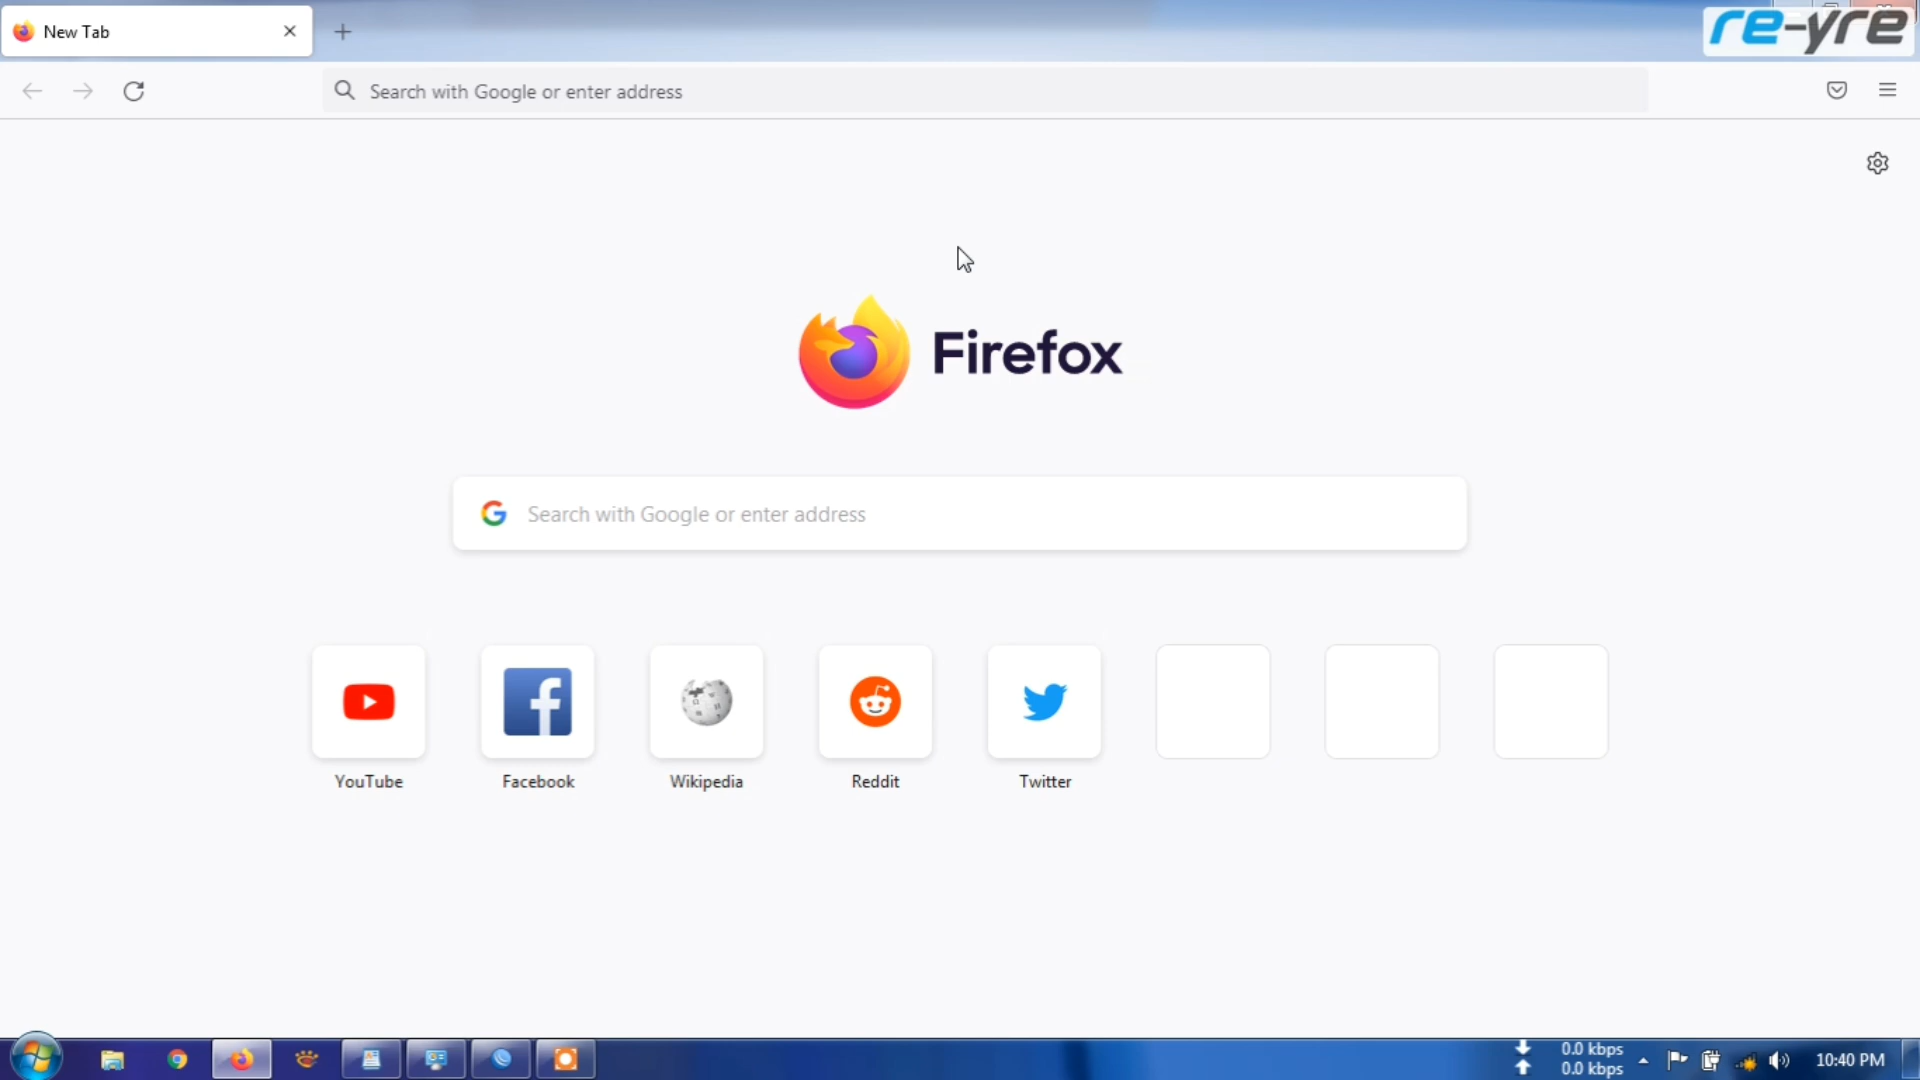 New Tab
re-yre
Search with Google or enter address
Firefox
Search with Google or enter address
YouTube
Facebook
Wikipedia
Reddit
Twitter
0.0 kbps
0.0 kbps
10:40 PM